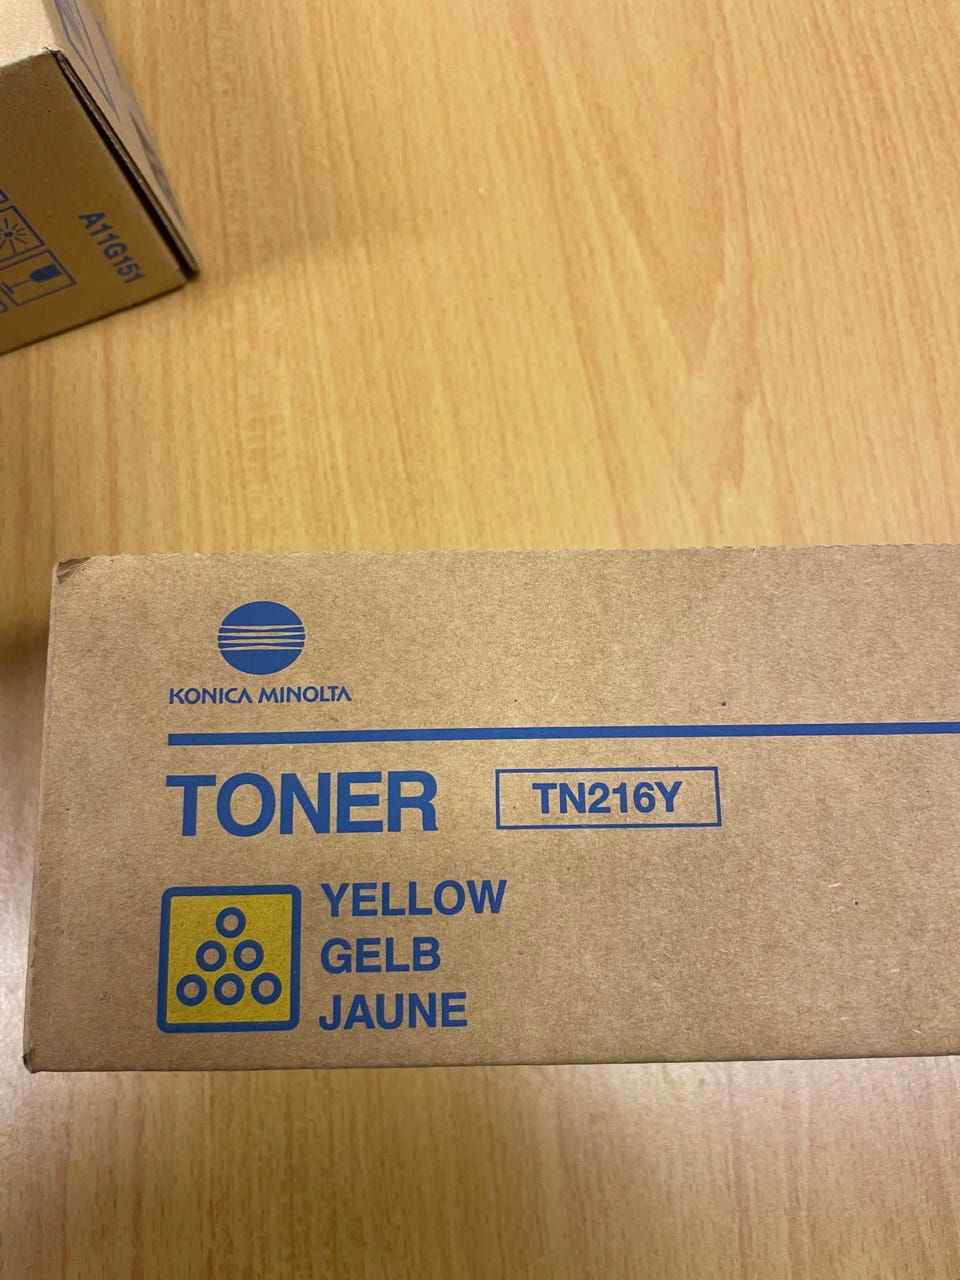 A11G151
KONICA MINOLTA
TONER TN216Y
YELLOW
GELB
JAUNE